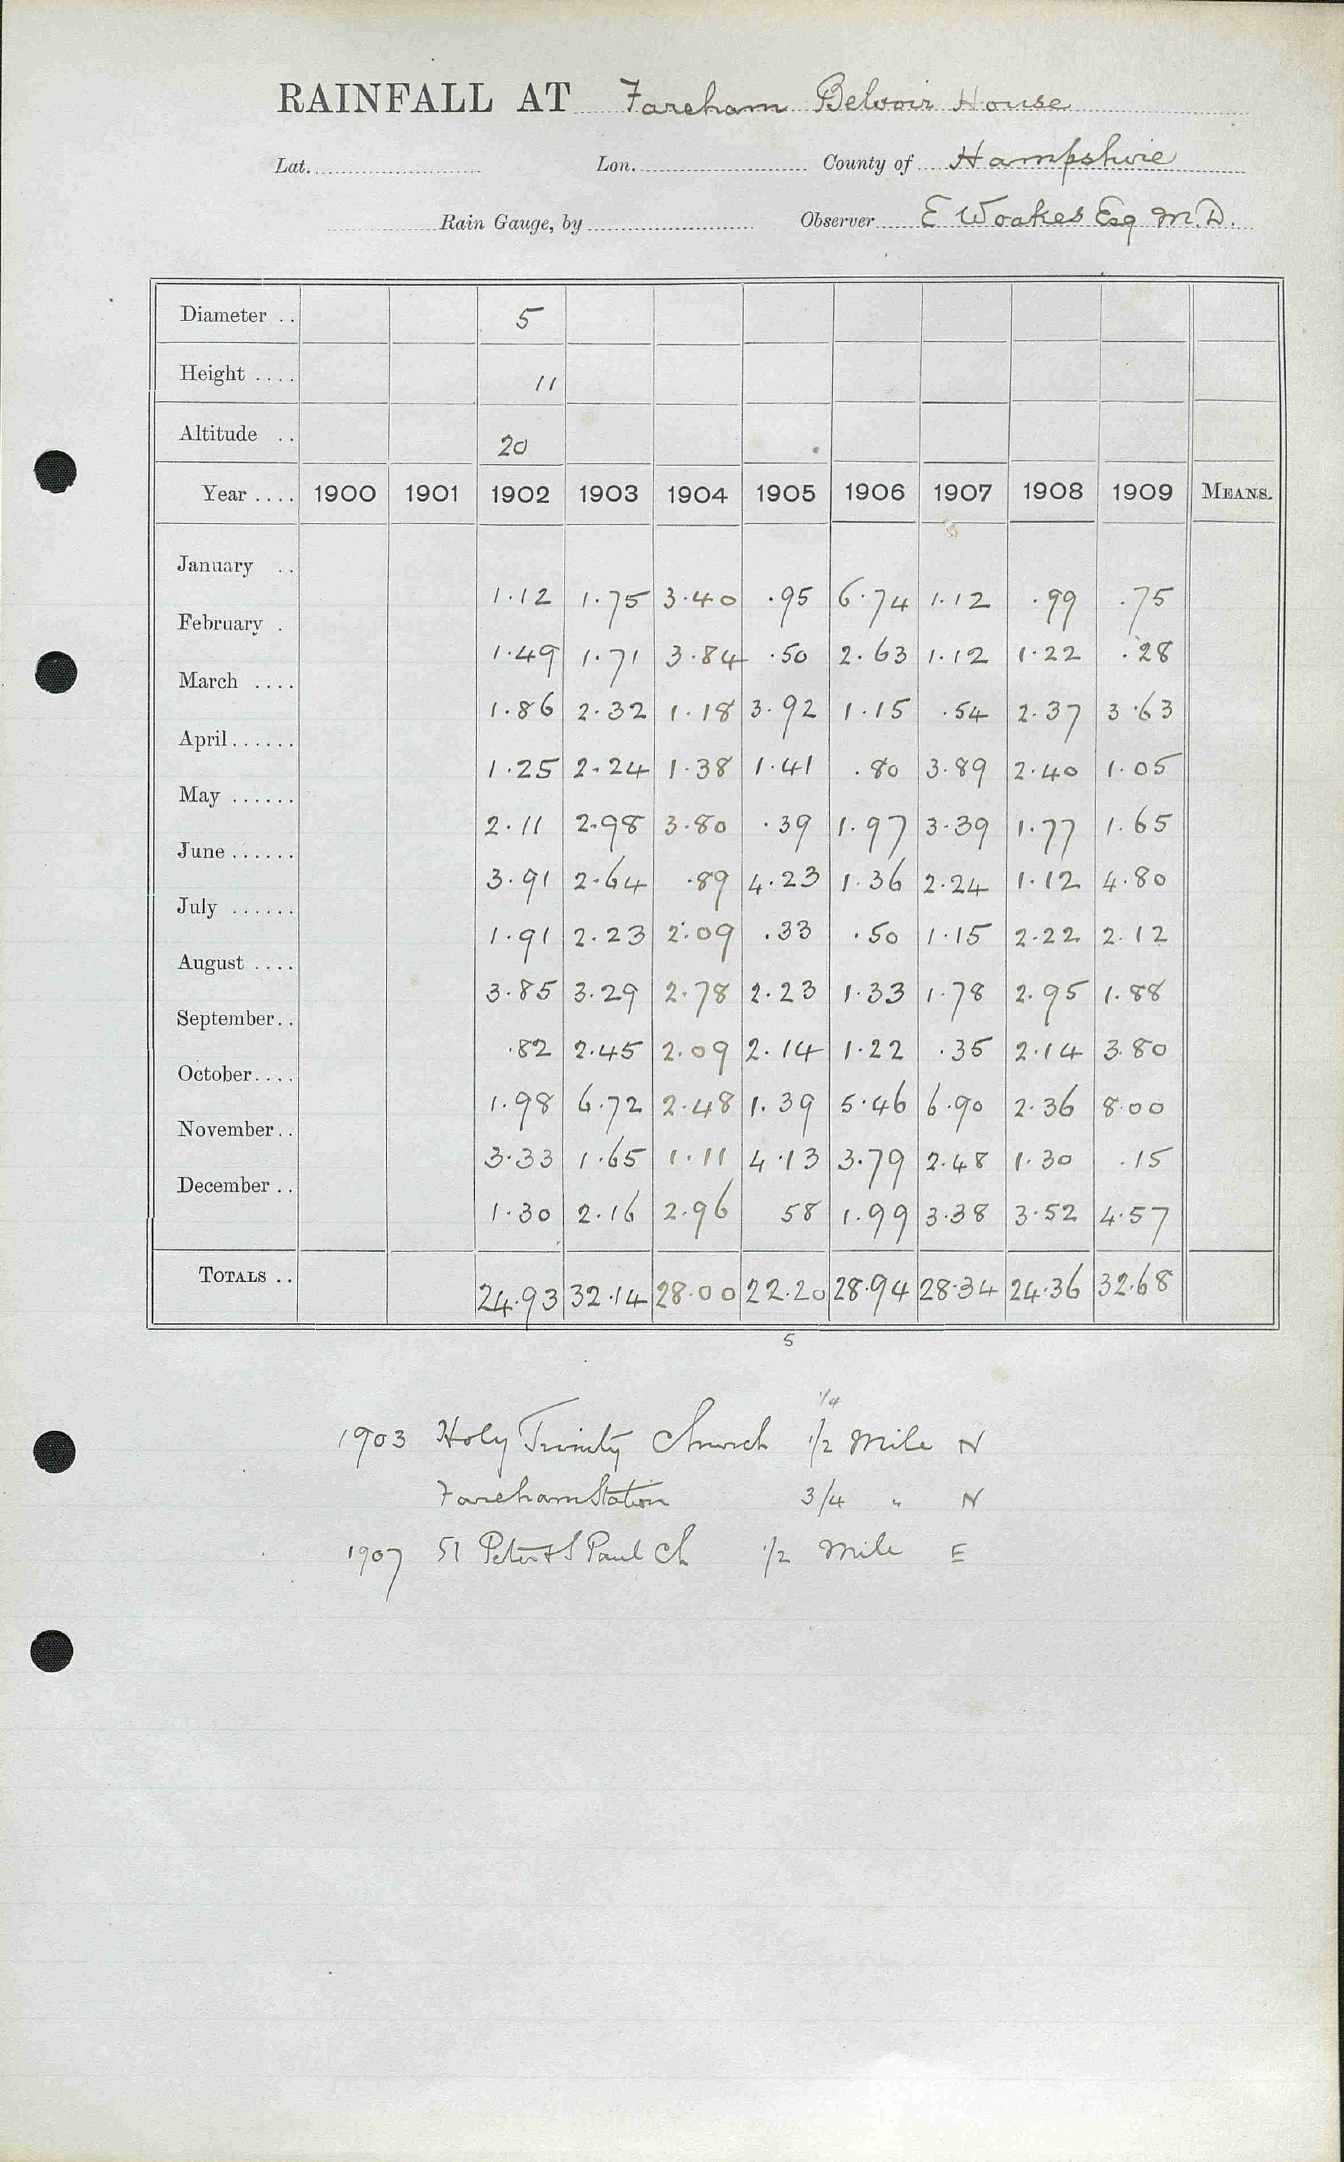 RAINFALL AT Fareham Belvoir House
Lat. Lon. County of Hampshire
Rain Gauge, by Observer E Woakes Esq M.D.
Diameter .. 5
Height .... 11
Altitude .. 20
Year .... 1900 1901 1902 1903 1904 1905 1906 1907 1908 1909 MEANS.
January .. 1.12 1.75 3.40 .95 6.74 1.12 .99 .75
February . 1.49 1.71 3.84 .50 2.63 1.12 1.22 .28
March .... 1.86 2.32 1.18 3.92 1.15 .54 2.37 3.63
April...... 1.25 2.24 1.38 1.41 .80 3.89 2.40 1.05
May ...... 2.11 2.98 3.80 .39 1.97 3.39 1.77 1.65
June...... 3.91 2.64 .89 4.23 1.36 2.24 1.12 4.80
July ...... 1.91 2.23 2.09 .33 .50 1.15 2.22 2.12
August .... 3.85 3.29 2.78 2.23 1.33 1.78 2.95 1.88
September.. .82 2.45 2.09 2.14 1.22 .35 2.14 3.80
October.... 1.98 6.72 2.48 1.39 5.46 6.90 2.36 8.00
November.. 3.33 1.65 1.11 4.13 3.79 2.48 1.30 .15
December .. 1.30 2.16 2.96 58 1.99 3.38 3.52 4.57
TOTALS .. 24.93 32.14 28.00 22.20 28.94 28.34 24.36 32.68
5
1/4
1903 Holy Trinity Church 1/2 Mile N
Fareham Station 3/4 " N
1907 St Peter & S Paul Ch 1/2 Mile E